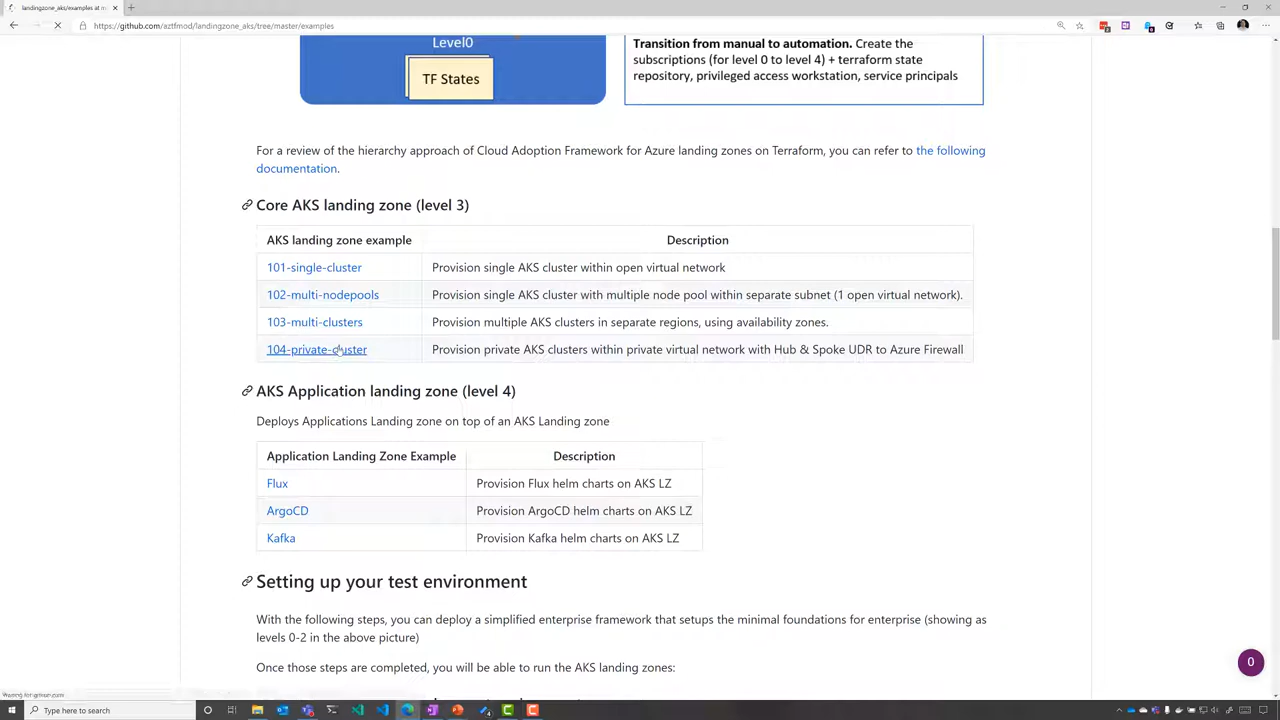 landingzone_aks/examples at m
https://github.com/aztfmod/landingzone_aks/tree/master/examples
Level0
TF States
Transition from manual to automation. Create the
subscriptions (for level 0 to level 4) + terraform state
repository, privileged access workstation, service principals
For a review of the hierarchy approach of Cloud Adoption Framework for Azure landing zones on Terraform, you can refer to the following
documentation.
Core AKS landing zone (level 3)
AKS landing zone example Description
101-single-cluster Provision single AKS cluster within open virtual network
102-multi-nodepools Provision single AKS cluster with multiple node pool within separate subnet (1 open virtual network).
103-multi-clusters Provision multiple AKS clusters in separate regions, using availability zones.
104-private-cluster Provision private AKS clusters within private virtual network with Hub & Spoke UDR to Azure Firewall
AKS Application landing zone (level 4)
Deploys Applications Landing zone on top of an AKS Landing zone
Application Landing Zone Example Description
Flux Provision Flux helm charts on AKS LZ
ArgoCD Provision ArgoCD helm charts on AKS LZ
Kafka Provision Kafka helm charts on AKS LZ
Setting up your test environment
With the following steps, you can deploy a simplified enterprise framework that setups the minimal foundations for enterprise (showing as
levels 0-2 in the above picture)
Once those steps are completed, you will be able to run the AKS landing zones:
0
Waiting for github.com...
Type here to search